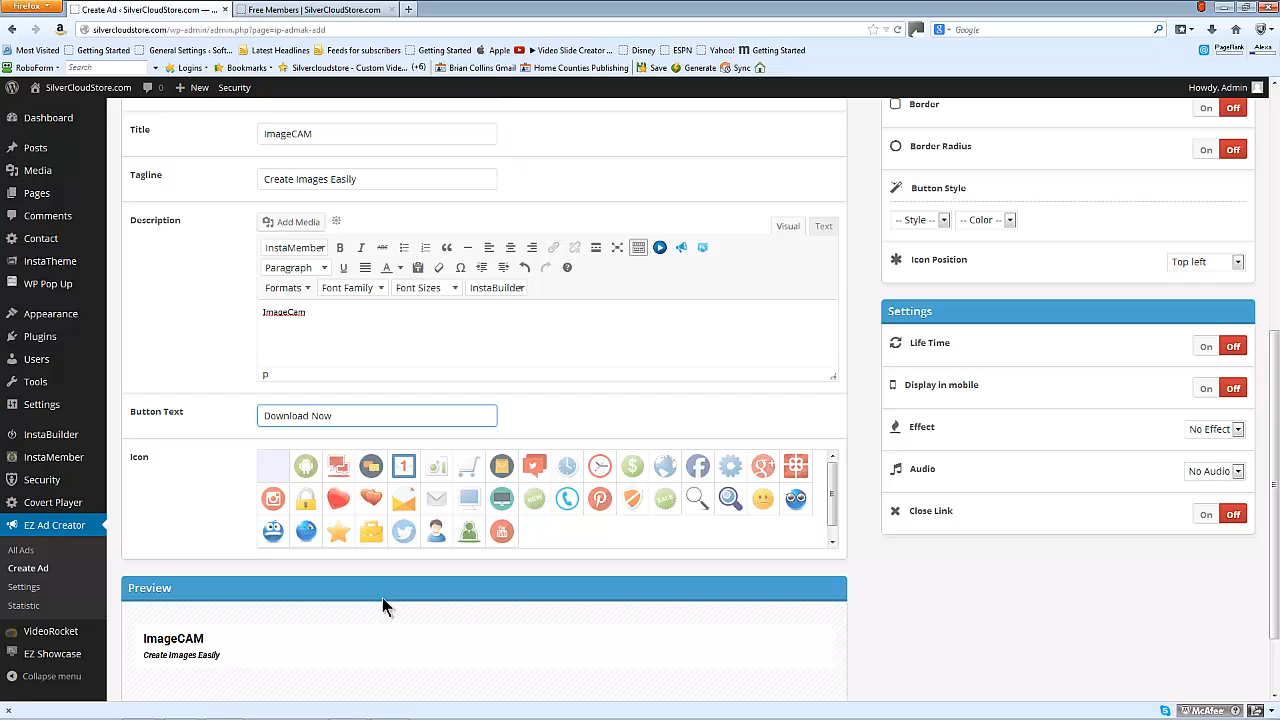 Firefox
Create Ad ‹ SilverCloudStore.com — ...
Free Members | SilverCloudStore.com
silvercloudstore.com/wp-admin/admin.php?page=ip-admak-add
Google
Most Visited
Getting Started
General Settings ‹ Soft...
Latest Headlines
Feeds for subscribers
Getting Started
Apple
Video Slide Creator ...
Disney
ESPN
Yahoo!
Getting Started
PageRank
Alexa
RoboForm
Search
Logins
Bookmarks
Silvercloudstore - Custom Vide...
(+6)
Brian Collins Gmail
Home Counties Publishing
Save
Generate
Sync
SilverCloudStore.com
0
New
Security
Howdy, Admin
Dashboard
Posts
Media
Pages
Comments
Contact
InstaTheme
WP Pop Up
Appearance
Plugins
Users
Tools
Settings
InstaBuilder
InstaMember
Security
Covert Player
EZ Ad Creator
All Ads
Create Ad
Settings
Statistic
VideoRocket
EZ Showcase
Collapse menu
Title
ImageCAM
Tagline
Create Images Easily
Description
Add Media
Visual
Text
InstaMember
B
I
ABC
Paragraph
U
A
Formats
Font Family
Font Sizes
InstaBuilder
ImageCam
p
Button Text
Download Now
Icon
Preview
ImageCAM
Create Images Easily
Border
On
Off
Border Radius
On
Off
Button Style
-- Style --
-- Color --
Icon Position
Top left
Settings
Life Time
On
Off
Display in mobile
On
Off
Effect
No Effect
Audio
No Audio
Close Link
On
Off
McAfee